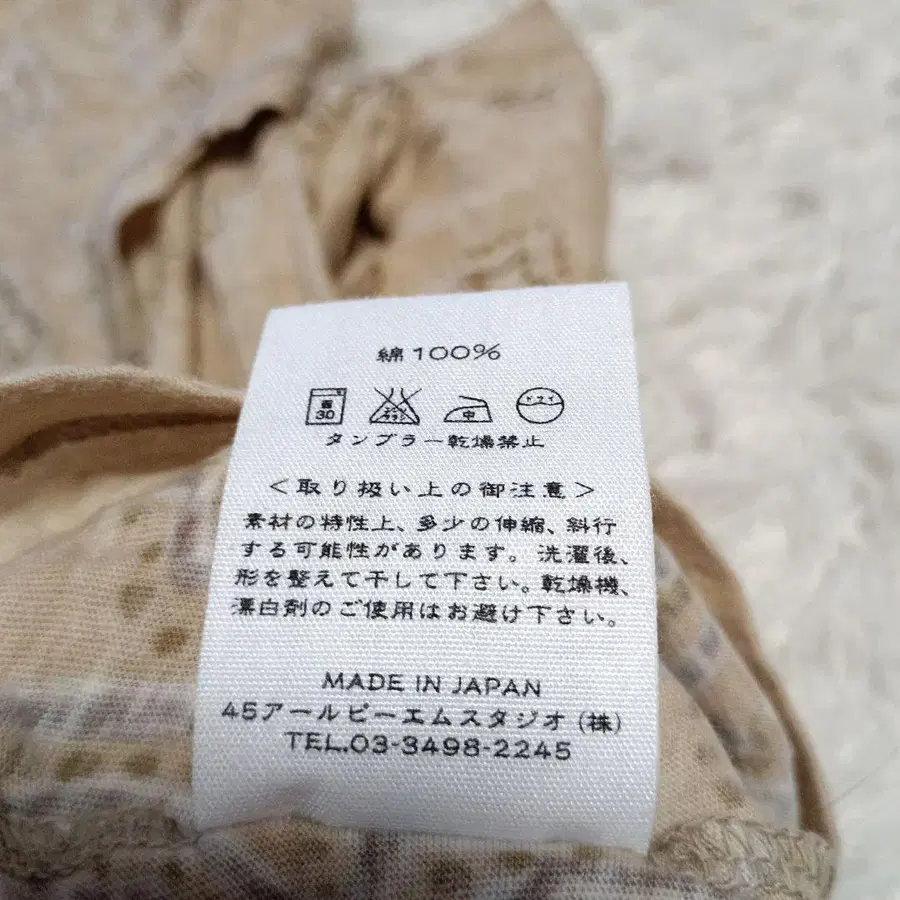 綿100%
30 中 ドライ
タンブラー乾燥禁止
<取り扱い上の御注意>
素材の特性上、多少の伸縮、斜行
する可能性があります。洗濯後、
形を整えて干して下さい。乾燥機、
漂白剤のご使用はお避け下さい。
MADE IN JAPAN
45アールピーエムスタジオ(株)
TEL.03-3498-2245